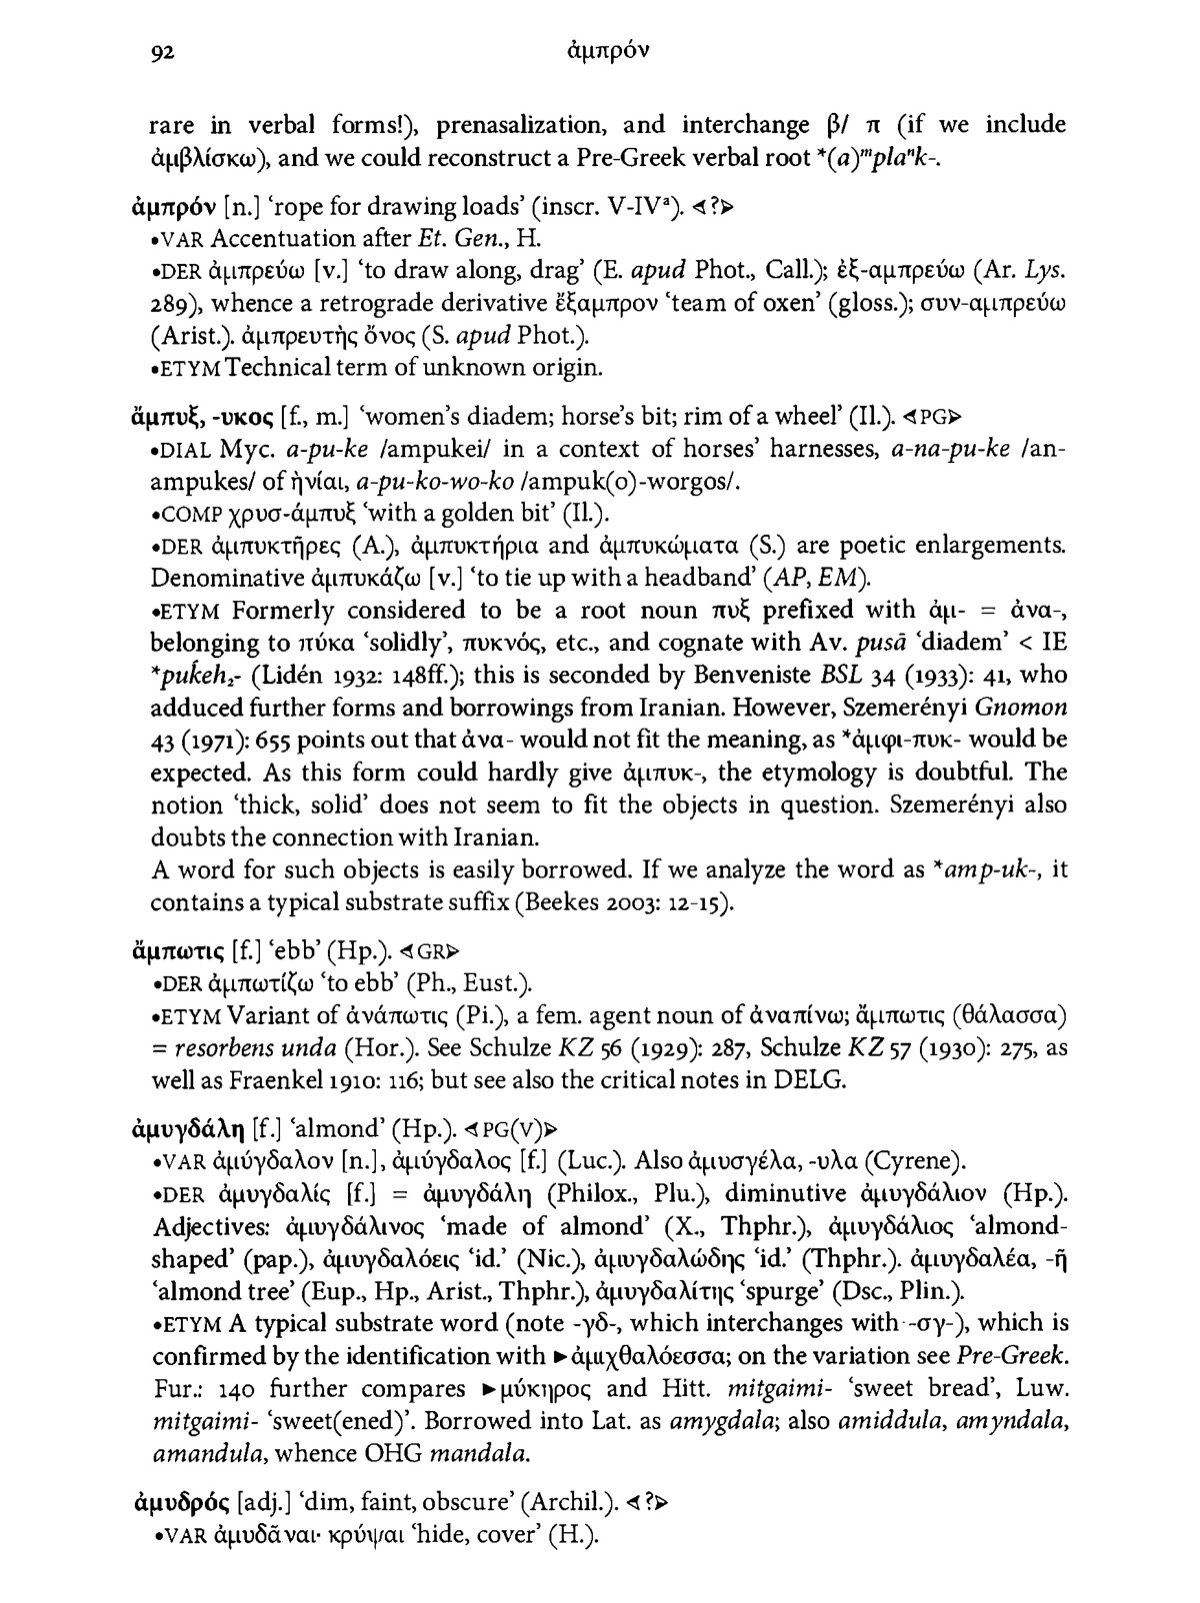 92 ἀμπρόν
rare in verbal forms!), prenasalization, and interchange β/ π (if we include
ἀμβλίσκω), and we could reconstruct a Pre-Greek verbal root *(a)ᵐplaⁿk-.
ἀμπρόν [n.] ‘rope for drawing loads’ (inscr. V-IVᵃ). ⊲?⊳
•VAR Accentuation after Et. Gen., H.
•DER ἀμπρεύω [v.] ‘to draw along, drag’ (E. apud Phot., Call.); ἐξ-αμπρεύω (Ar. Lys.
289), whence a retrograde derivative ἔξαμπρον ‘team of oxen’ (gloss.); συν-αμπρεύω
(Arist.). ἀμπρευτὴς ὄνος (S. apud Phot.).
•ETYM Technical term of unknown origin.
ἄμπυξ, -υκος [f., m.] ‘women’s diadem; horse’s bit; rim of a wheel’ (Il.). ⊲PG⊳
•DIAL Myc. a-pu-ke /ampukei/ in a context of horses’ harnesses, a-na-pu-ke /an-
ampukes/ of ἡνίαι, a-pu-ko-wo-ko /ampuk(o)-worgos/.
•COMP χρυσ-άμπυξ ‘with a golden bit’ (Il.).
•DER ἀμπυκτῆρες (A.), ἀμπυκτήρια and ἀμπυκώματα (S.) are poetic enlargements.
Denominative ἀμπυκάζω [v.] ‘to tie up with a headband’ (AP, EM).
•ETYM Formerly considered to be a root noun πυξ prefixed with ἀμ- = ἀνα-,
belonging to πύκα ‘solidly’, πυκνός, etc., and cognate with Av. pusā ‘diadem’ < IE
*puḱeh₂- (Lidén 1932: 148ff.); this is seconded by Benveniste BSL 34 (1933): 41, who
adduced further forms and borrowings from Iranian. However, Szemerényi Gnomon
43 (1971): 655 points out that ἀνα- would not fit the meaning, as *ἀμφι-πυκ- would be
expected. As this form could hardly give ἀμπυκ-, the etymology is doubtful. The
notion ‘thick, solid’ does not seem to fit the objects in question. Szemerényi also
doubts the connection with Iranian.
A word for such objects is easily borrowed. If we analyze the word as *amp-uk-, it
contains a typical substrate suffix (Beekes 2003: 12-15).
ἄμπωτις [f.] ‘ebb’ (Hp.). ⊲GR⊳
•DER ἀμπωτίζω ‘to ebb’ (Ph., Eust.).
•ETYM Variant of ἀνάπωτις (Pi.), a fem. agent noun of ἀναπίνω; ἄμπωτις (θάλασσα)
= resorbens unda (Hor.). See Schulze KZ 56 (1929): 287, Schulze KZ 57 (1930): 275, as
well as Fraenkel 1910: 116; but see also the critical notes in DELG.
ἀμυγδάλη [f.] ‘almond’ (Hp.). ⊲PG(V)⊳
•VAR ἀμύγδαλον [n.], ἀμύγδαλος [f.] (Luc.). Also ἀμυσγέλα, -υλα (Cyrene).
•DER ἀμυγδαλίς [f.] = ἀμυγδάλη (Philox., Plu.), diminutive ἀμυγδάλιον (Hp.).
Adjectives: ἀμυγδάλινος ‘made of almond’ (X., Thphr.), ἀμυγδάλιος ‘almond-
shaped’ (pap.), ἀμυγδαλόεις ‘id.’ (Nic.), ἀμυγδαλώδης ‘id.’ (Thphr.). ἀμυγδαλέα, -ῆ
‘almond tree’ (Eup., Hp., Arist., Thphr.), ἀμυγδαλίτης ‘spurge’ (Dsc., Plin.).
•ETYM A typical substrate word (note -γδ-, which interchanges with -σγ-), which is
confirmed by the identification with ►ἀμιχθαλόεσσα; on the variation see Pre-Greek.
Fur.: 140 further compares ►μύκηρος and Hitt. mitgaimi- ‘sweet bread’, Luw.
mitgaimi- ‘sweet(ened)’. Borrowed into Lat. as amygdala; also amiddula, amyndala,
amandula, whence OHG mandala.
ἀμυδρός [adj.] ‘dim, faint, obscure’ (Archil.). ⊲?⊳
•VAR ἀμυδᾶναι· κρύψαι ‘hide, cover’ (H.).